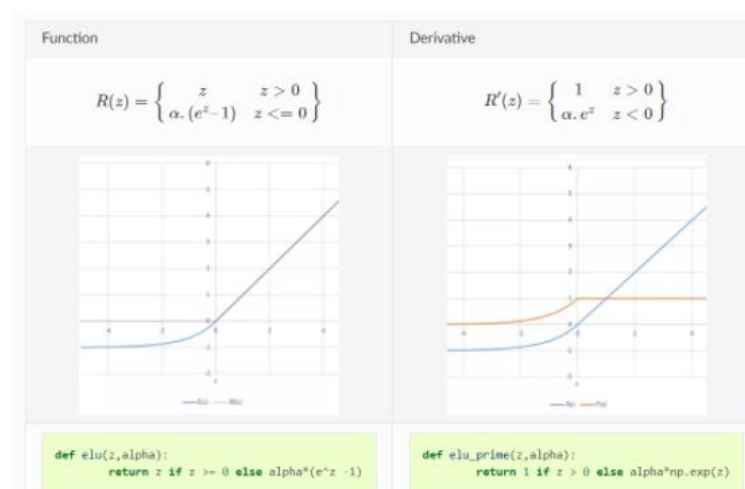 Function
Derivative
R(z) = { z z > 0
α. (e^z–1) z <= 0 }
R′(z) = { 1 z > 0
α. e^z z < 0 }
def elu(z,alpha):
return z if z >= 0 else alpha*(e^z -1)
def elu_prime(z,alpha):
return 1 if z > 0 else alpha*np.exp(z)